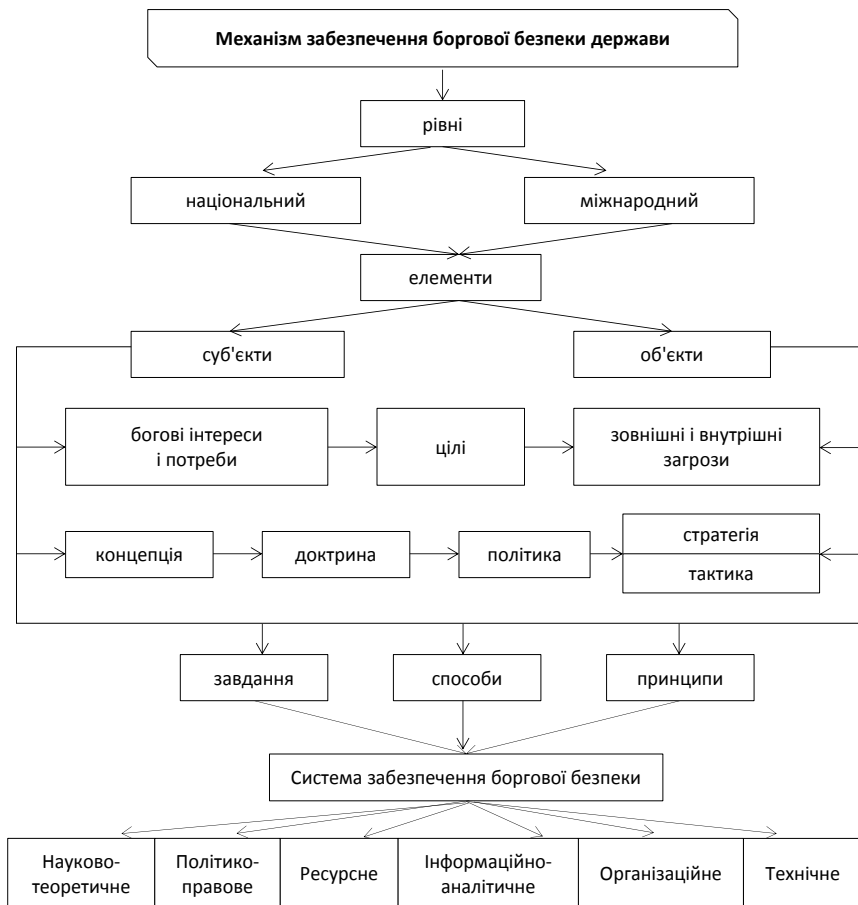 Механізм забезпечення боргової безпеки держави
рівні
національний
міжнародний
елементи
суб'єкти
об'єкти
богові інтереси
і потреби
цілі
зовнішні і внутрішні
загрози
концепція
доктрина
політика
стратегія
тактика
завдання
способи
принципи
Система забезпечення боргової безпеки
Науково-
теоретичне
Політико-
правове
Ресурсне
Інформаційно-
аналітичне
Організаційне
Технічне